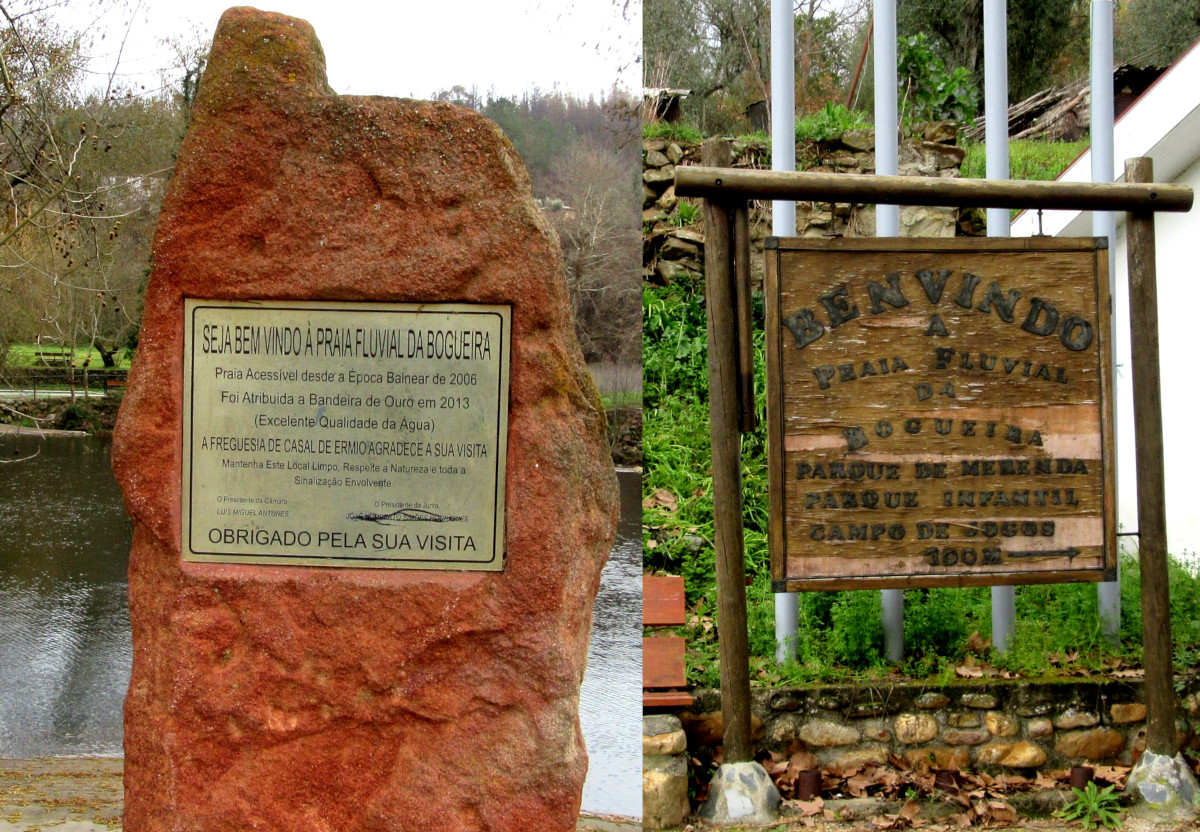 SEJA BEM VINDO À PRAIA FLUVIAL DA BOGUEIRA
Praia Acessível desde a Época Balnear de 2006
Foi Atribuida a Bandeira de Ouro em 2013
(Excelente Qualidade da Água)
A FREGUESIA DE CASAL DE ERMIO AGRADECE A SUA VISITA
Mantenha Este Local Limpo, Respeite a Natureza e toda a
Sinalização Envolvente
O Presidente da Câmara,
LUIS MIGUEL ANTUNES
O Presidente da Junta,
OBRIGADO PELA SUA VISITA
BENVINDO
A
PRAIA FLUVIAL
DA
BOGUEIRA
PARQUE DE MERENDA
PARQUE INFANTIL
CAMPO DE JOGOS
100M